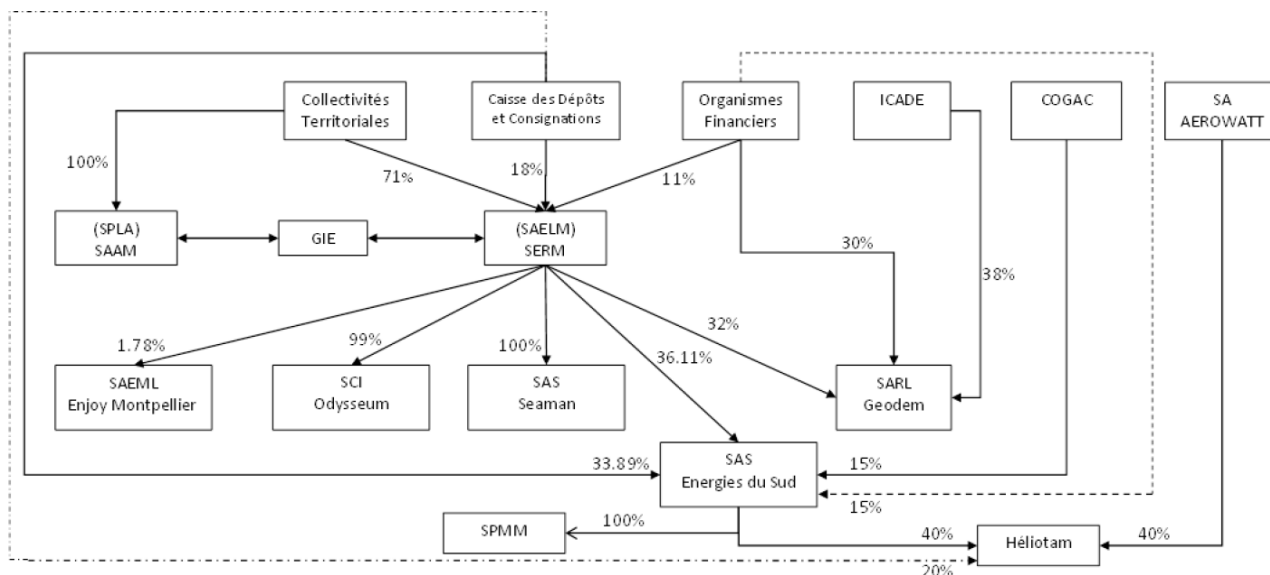 Collectivités
Territoriales
Caisse des Dépôts
et Consignations
Organismes
Financiers
ICADE
COGAC
SA
AEROWATT
100%
71%
18%
11%
(SPLA)
SAAM
GIE
(SAELM)
SERM
30%
38%
32%
1.78%
99%
100%
36.11%
SAEML
Enjoy Montpellier
SCI
Odysseum
SAS
Seaman
SARL
Geodem
33.89%
SAS
Energies du Sud
15%
15%
SPMM
100%
40%
Héliotam
40%
20%